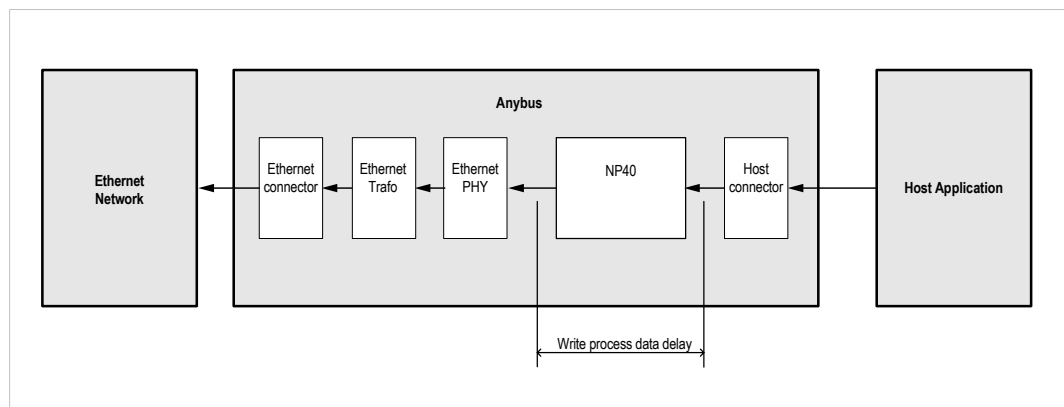 Anybus
Ethernet
Network
Ethernet
connector
Ethernet
Trafo
Ethernet
PHY
NP40
Host
connector
Host Application
Write process data delay